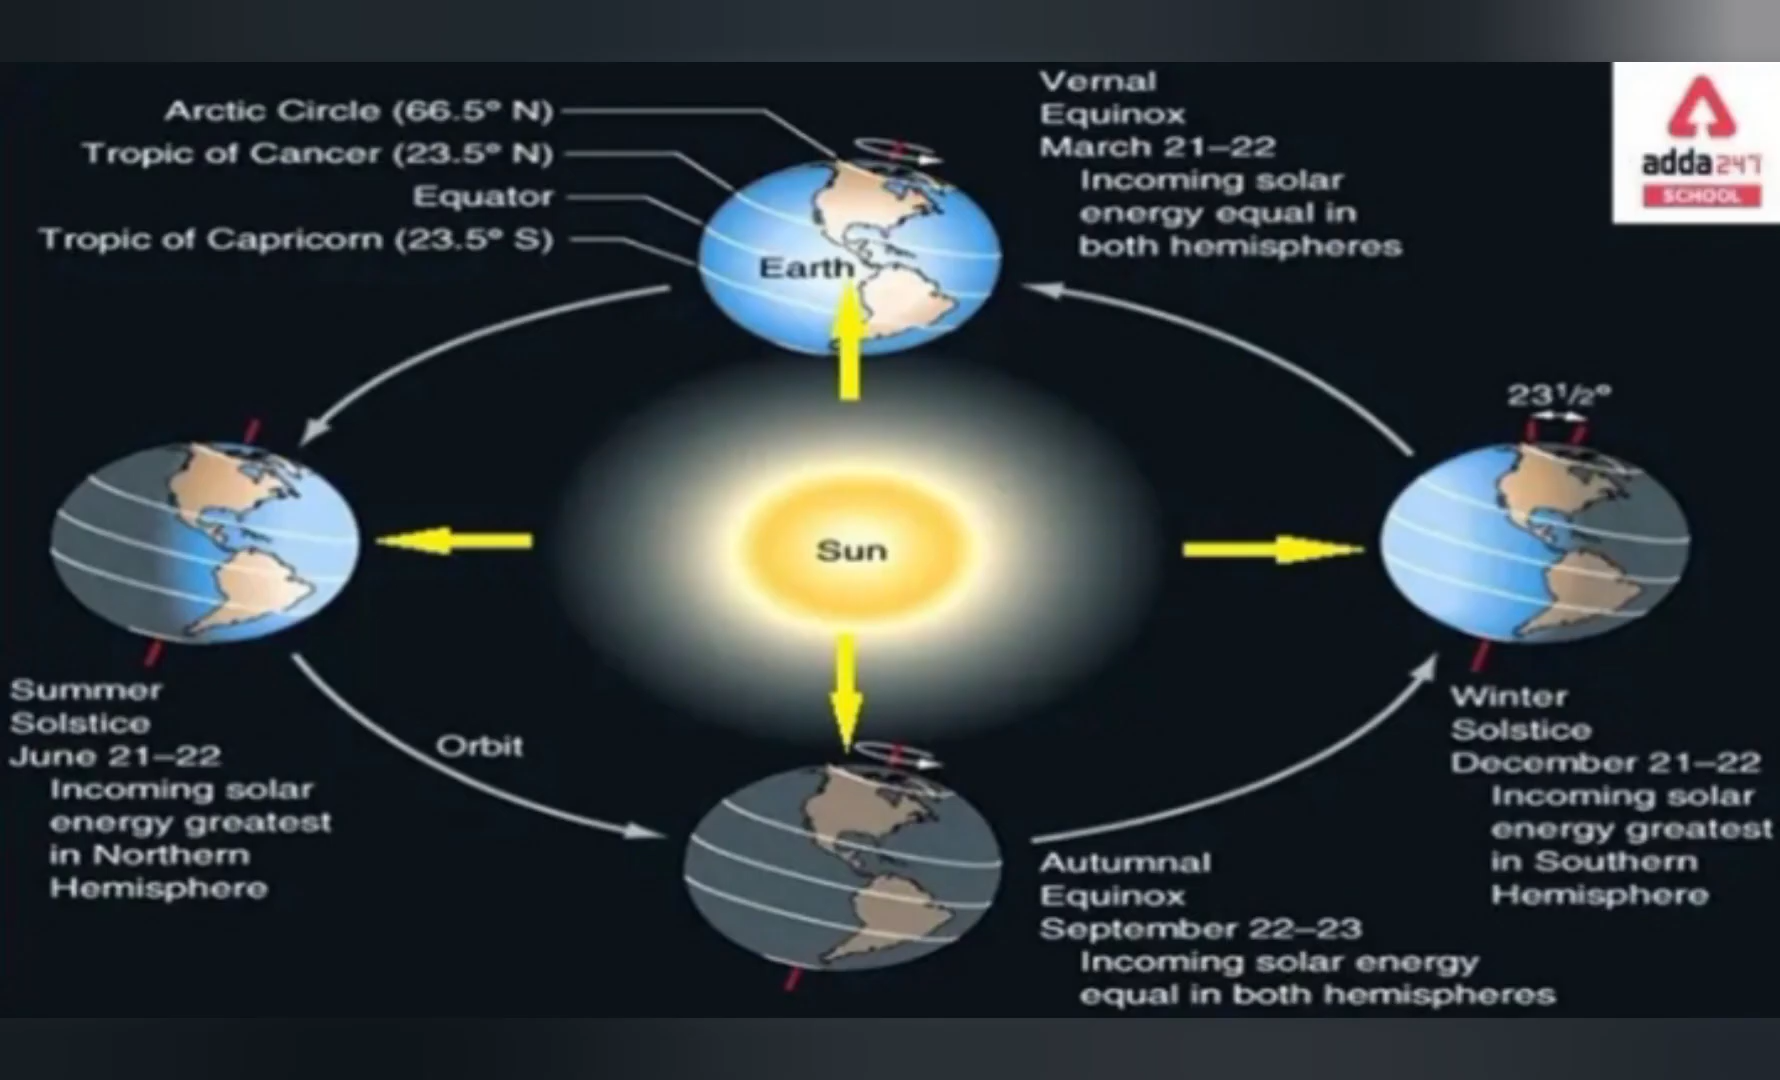 Arctic Circle (66.5° N)
Tropic of Cancer (23.5° N)
Equator
Tropic of Capricorn (23.5° S)
Earth
Vernal
Equinox
March 21–22
Incoming solar
energy equal in
both hemispheres
adda247
SCHOOL
23½°
Sun
Summer
Solstice
June 21–22
Incoming solar
energy greatest
in Northern
Hemisphere
Orbit
Autumnal
Equinox
September 22–23
Incoming solar energy
equal in both hemispheres
Winter
Solstice
December 21–22
Incoming solar
energy greatest
in Southern
Hemisphere